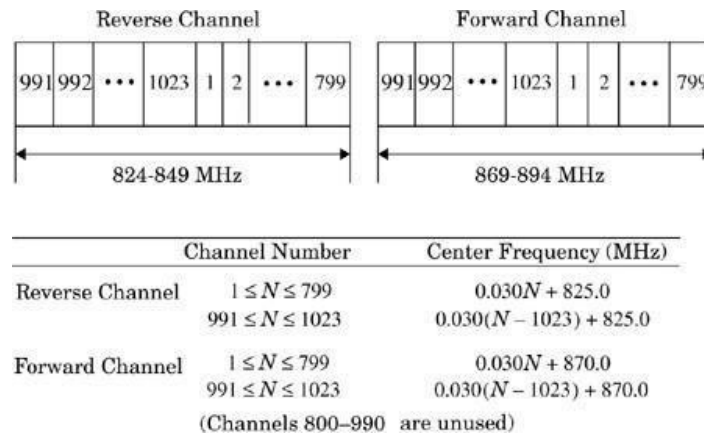 Reverse Channel Forward Channel
991 992 ••• 1023 1 2 ••• 799 991 992 ••• 1023 1 2 ••• 799
824-849 MHz 869-894 MHz
Channel Number Center Frequency (MHz)
Reverse Channel 1 ≤ N ≤ 799 0.030N + 825.0
991 ≤ N ≤ 1023 0.030(N – 1023) + 825.0
Forward Channel 1 ≤ N ≤ 799 0.030N + 870.0
991 ≤ N ≤ 1023 0.030(N – 1023) + 870.0
(Channels 800–990 are unused)